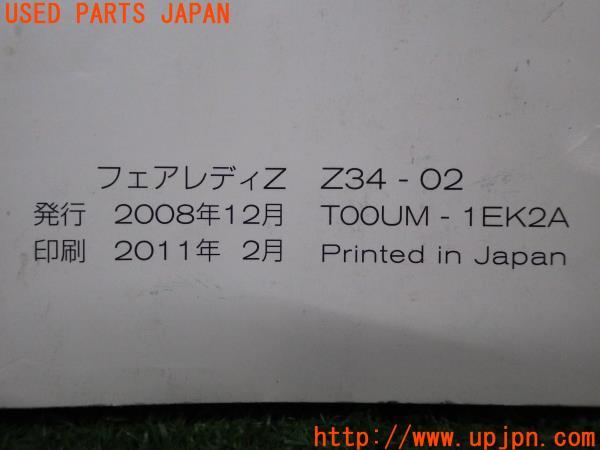 USED PARTS JAPAN
フェアレディZ Z34 - 02
発行 2008年12月 T00UM - 1EK2A
印刷 2011年 2月 Printed in Japan
http://www.upjpn.com/